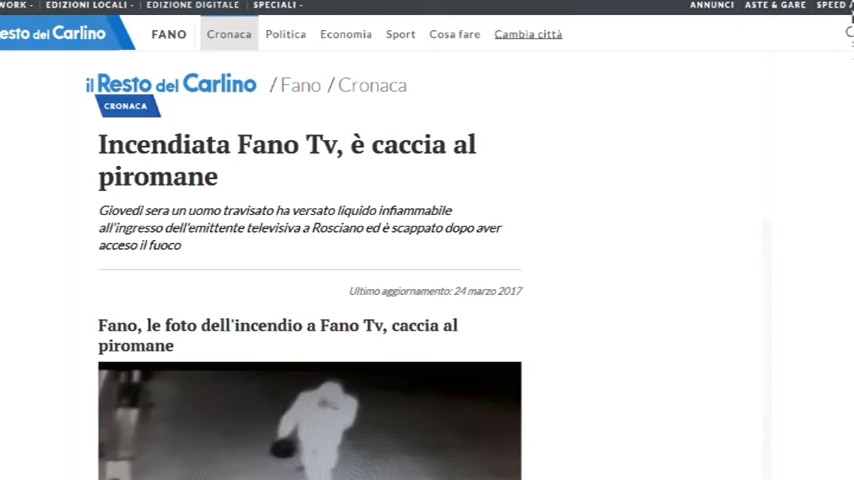 WORK - EDIZIONI LOCALI - EDIZIONE DIGITALE SPECIALI - ANNUNCI ASTE & GARE SPEED
Resto del Carlino FANO Cronaca Politica Economia Sport Cosa fare Cambia città
il Resto del Carlino / Fano / Cronaca
CRONACA
Incendiata Fano Tv, è caccia al
piromane
Giovedì sera un uomo travisato ha versato liquido infiammabile
all'ingresso dell'emittente televisiva a Rosciano ed è scappato dopo aver
acceso il fuoco
Ultimo aggiornamento: 24 marzo 2017
Fano, le foto dell'incendio a Fano Tv, caccia al
piromane